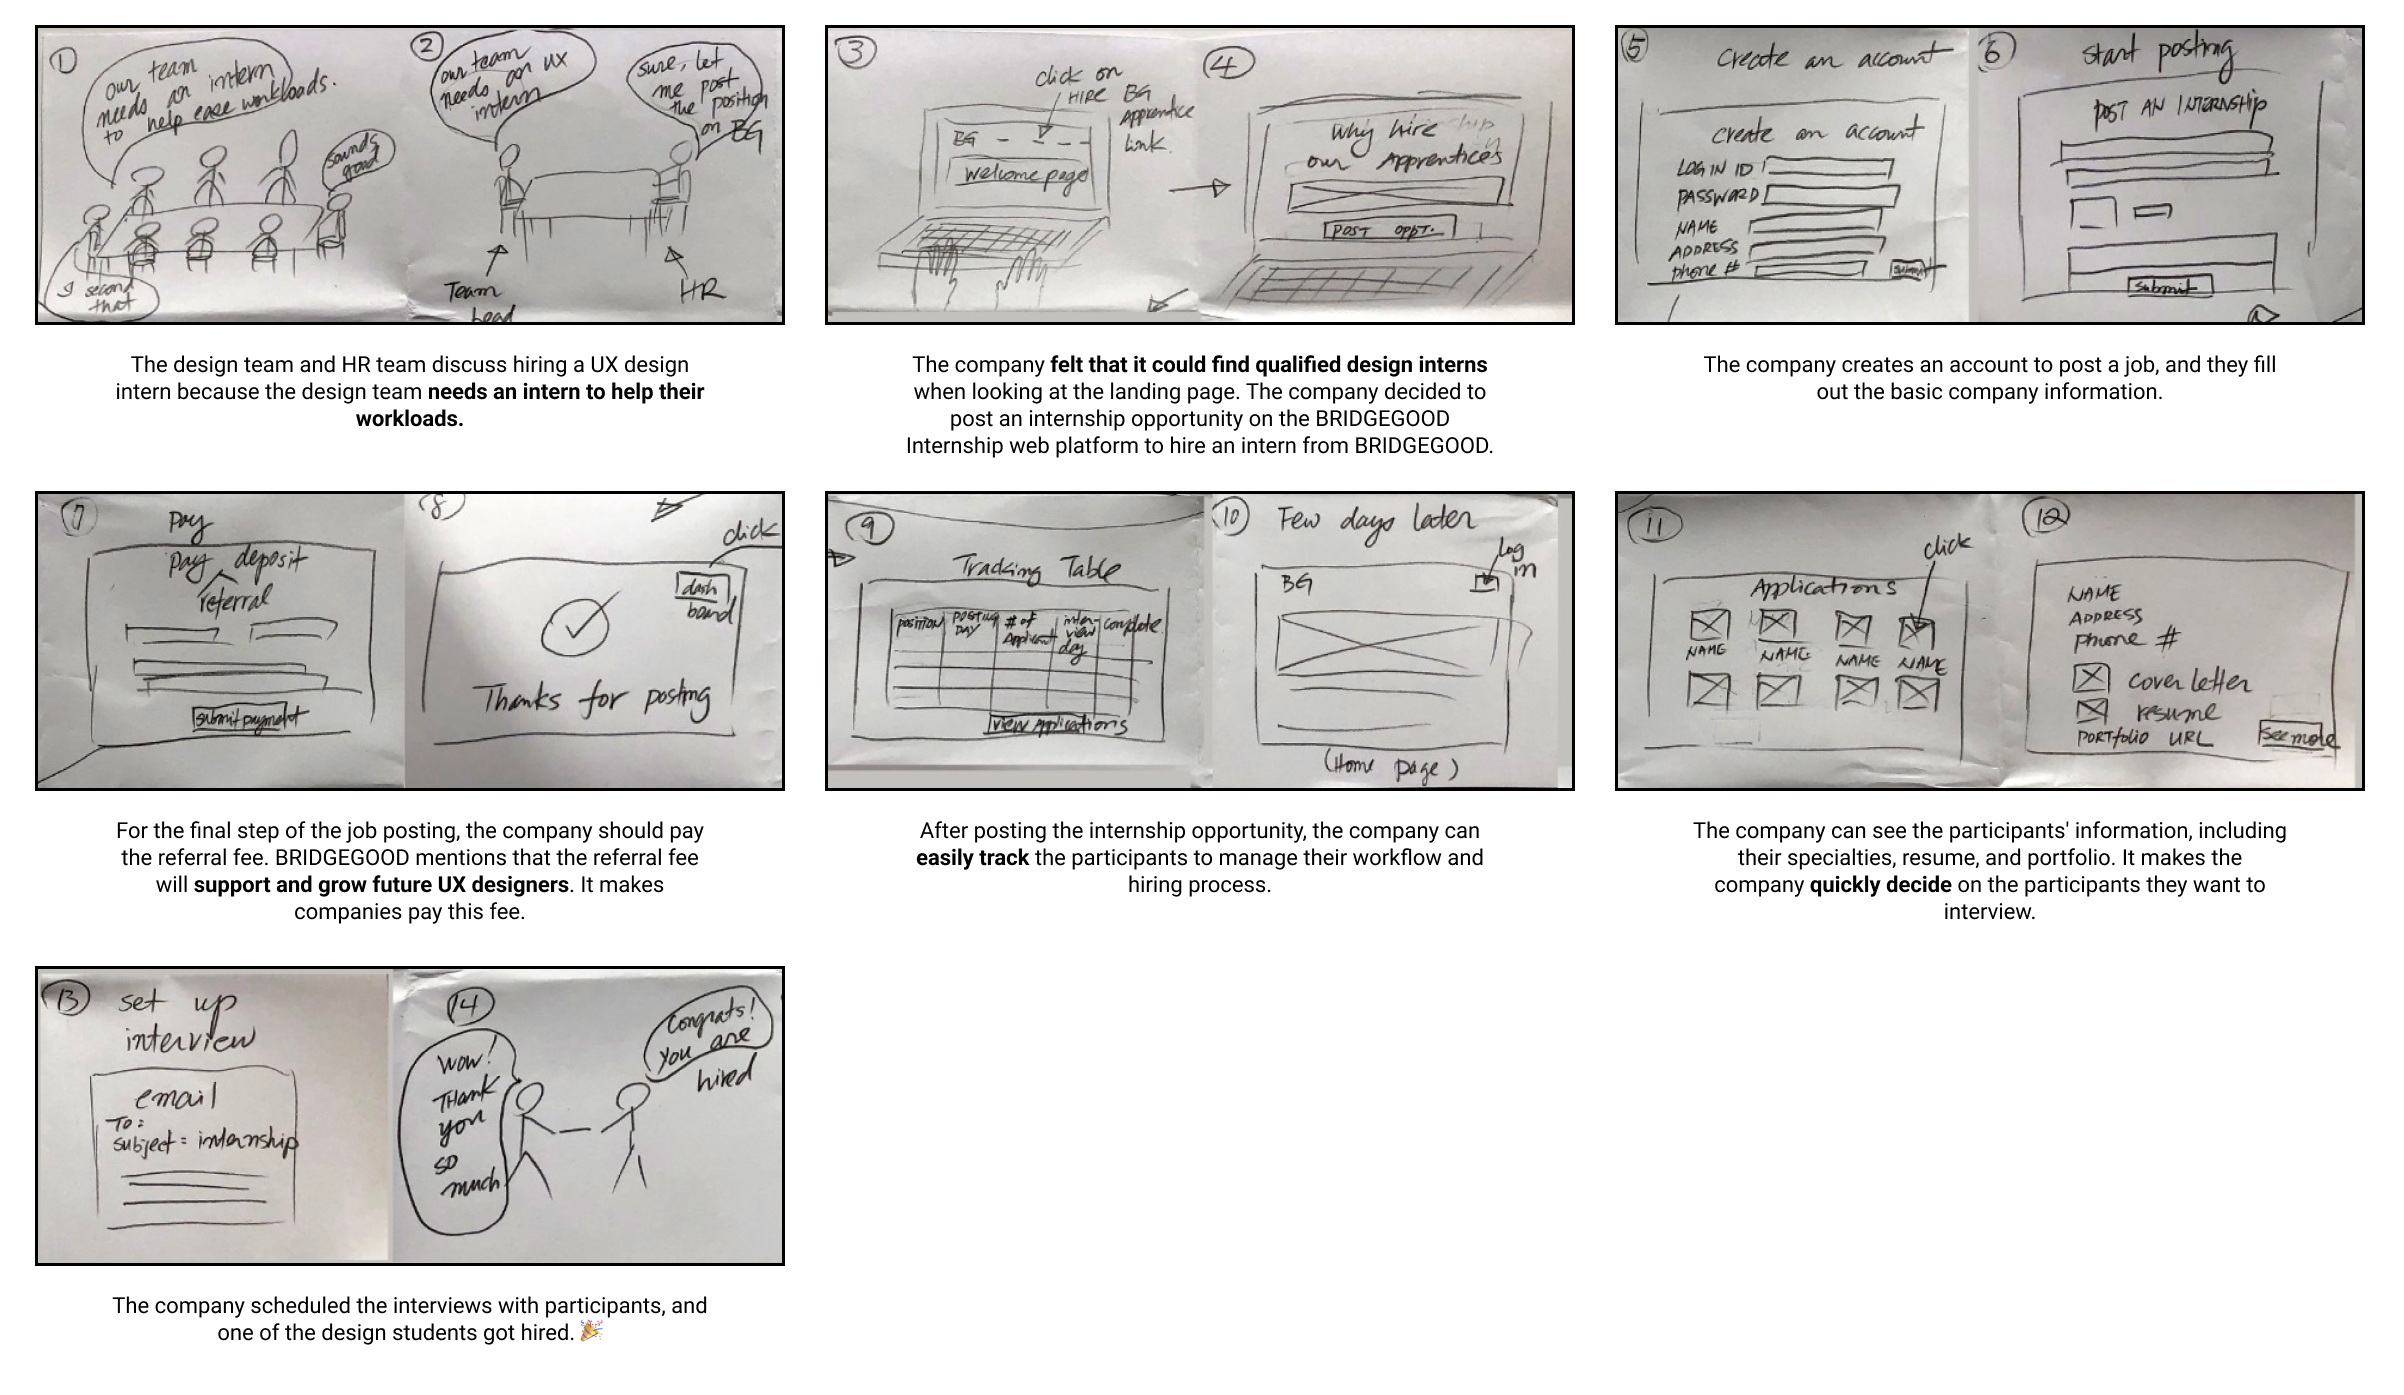 1
our team
needs an intern
to help ease workloads.
sounds
good
I second
that
2
our team
needs an UX
intern
sure, let
me post
the position
on BG
Team
Lead
HR
The design team and HR team discuss hiring a UX design
intern because the design team needs an intern to help their
workloads.
3
click on
HIRE BG
Apprentice
link.
BG
welcome page
4
Why hire
our Apprentices
POST OPPT.
The company felt that it could find qualified design interns
when looking at the landing page. The company decided to
post an internship opportunity on the BRIDGEGOOD
Internship web platform to hire an intern from BRIDGEGOOD.
5
Create an account
create an account
LOG IN ID
PASSWORD
NAME
ADDRESS
phone #
submit
6
Start posting
POST AN INTERNSHIP
submit
The company creates an account to post a job, and they fill
out the basic company information.
7
Pay
pay deposit
referral
submit payment
8
click
dash
board
Thanks for posting
For the final step of the job posting, the company should pay
the referral fee. BRIDGEGOOD mentions that the referral fee
will support and grow future UX designers. It makes
companies pay this fee.
9
Tracking Table
POSITION
POSTING
DAY
# of
Applicant
inter-
view
day
complete
view Applications
10
Few days later
log
in
BG
(Home page)
After posting the internship opportunity, the company can
easily track the participants to manage their workflow and
hiring process.
11
click
Applications
NAME NAME NAME NAME
12
NAME
ADDRESS
phone #
cover letter
resume
PORTfolio URL
See more
The company can see the participants' information, including
their specialties, resume, and portfolio. It makes the
company quickly decide on the participants they want to
interview.
13
set up
interview
email
To:
subject: internship
14
Wow!
THank
you
so
much
Congrats!
you are
hired
The company scheduled the interviews with participants, and
one of the design students got hired. 🎉